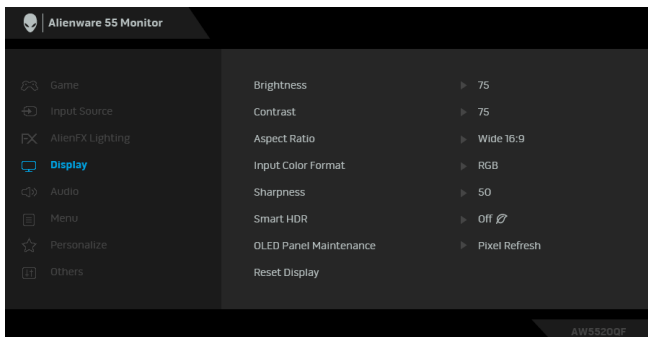 Alienware 55 Monitor
Game
Input Source
AlienFX Lighting
Display
Audio
Menu
Personalize
Others
Brightness 75
Contrast 75
Aspect Ratio Wide 16:9
Input Color Format RGB
Sharpness 50
Smart HDR Off
OLED Panel Maintenance Pixel Refresh
Reset Display
AW5520QF